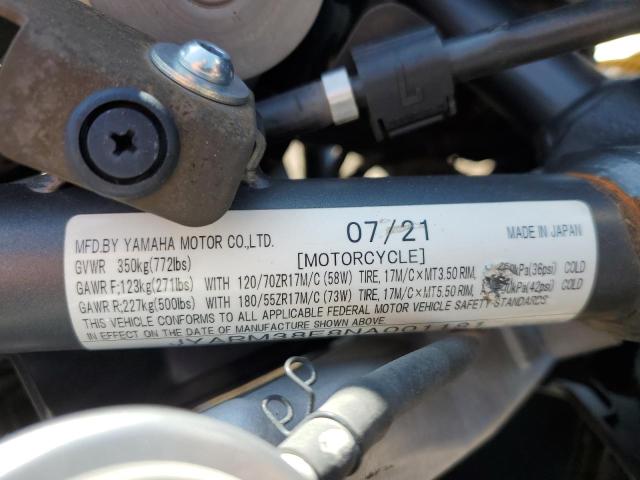 L
MFD.BY YAMAHA MOTOR CO.,LTD. 07/21 MADE IN JAPAN
GVWR 350kg(772lbs) [MOTORCYCLE]
GAWR F:123kg(271lbs) WITH 120/70ZR17M/C (58W) TIRE, 17M/C×MT3.50 RIM, kPa(36psi) COLD
GAWR R:227kg(500lbs) WITH 180/55ZR17M/C (73W) TIRE, 17M/C×MT5.50 RIM, kPa(42psi) COLD
THIS VEHICLE CONFORMS TO ALL APPLICABLE FEDERAL MOTOR VEHICLE SAFETY STANDARDS
IN EFFECT ON THE DATE OF MANUFACTURE SHOWN ABOVE.